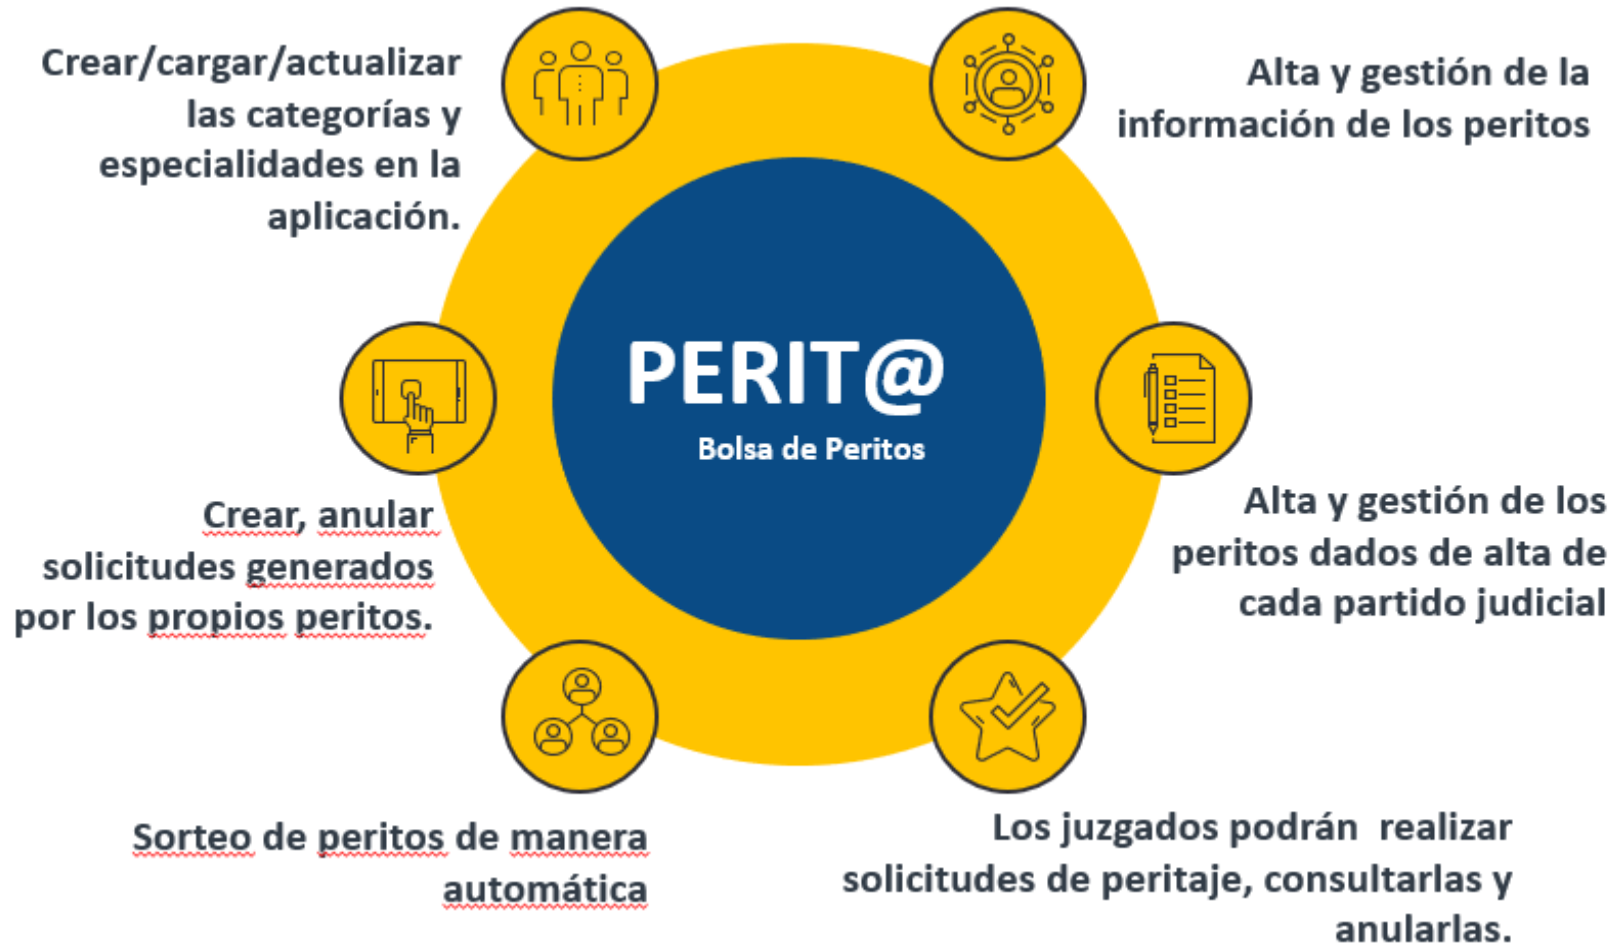 Crear/cargar/actualizar
las categorías y
especialidades en la
aplicación.
Alta y gestión de la
información de los peritos
PERIT@
Bolsa de Peritos
Crear, anular
solicitudes generados
por los propios peritos.
Alta y gestión de los
peritos dados de alta de
cada partido judicial
Sorteo de peritos de manera
automática
Los juzgados podrán  realizar
solicitudes de peritaje, consultarlas y
anularlas.